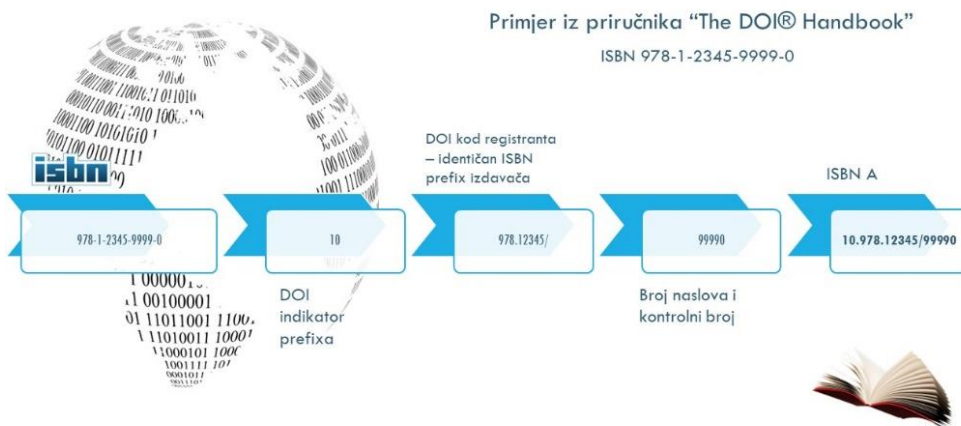 Primjer iz priručnika “The DOI® Handbook”
ISBN 978-1-2345-9999-0
isbn
978-1-2345-9999-0
10
DOI
indikator
prefixa
DOI kod registranta
– identičan ISBN
prefix izdavača
978.12345/
99990
Broj naslova i
kontrolni broj
ISBN A
10.978.12345/99990